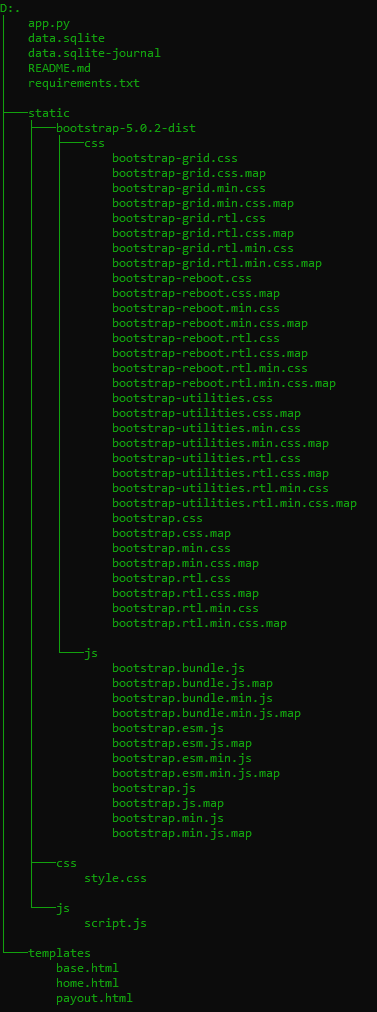 D:.
app.py
data.sqlite
data.sqlite-journal
README.md
requirements.txt
static
bootstrap-5.0.2-dist
css
bootstrap-grid.css
bootstrap-grid.css.map
bootstrap-grid.min.css
bootstrap-grid.min.css.map
bootstrap-grid.rtl.css
bootstrap-grid.rtl.css.map
bootstrap-grid.rtl.min.css
bootstrap-grid.rtl.min.css.map
bootstrap-reboot.css
bootstrap-reboot.css.map
bootstrap-reboot.min.css
bootstrap-reboot.min.css.map
bootstrap-reboot.rtl.css
bootstrap-reboot.rtl.css.map
bootstrap-reboot.rtl.min.css
bootstrap-reboot.rtl.min.css.map
bootstrap-utilities.css
bootstrap-utilities.css.map
bootstrap-utilities.min.css
bootstrap-utilities.min.css.map
bootstrap-utilities.rtl.css
bootstrap-utilities.rtl.css.map
bootstrap-utilities.rtl.min.css
bootstrap-utilities.rtl.min.css.map
bootstrap.css
bootstrap.css.map
bootstrap.min.css
bootstrap.min.css.map
bootstrap.rtl.css
bootstrap.rtl.css.map
bootstrap.rtl.min.css
bootstrap.rtl.min.css.map
js
bootstrap.bundle.js
bootstrap.bundle.js.map
bootstrap.bundle.min.js
bootstrap.bundle.min.js.map
bootstrap.esm.js
bootstrap.esm.js.map
bootstrap.esm.min.js
bootstrap.esm.min.js.map
bootstrap.js
bootstrap.js.map
bootstrap.min.js
bootstrap.min.js.map
css
style.css
js
script.js
templates
base.html
home.html
payout.html